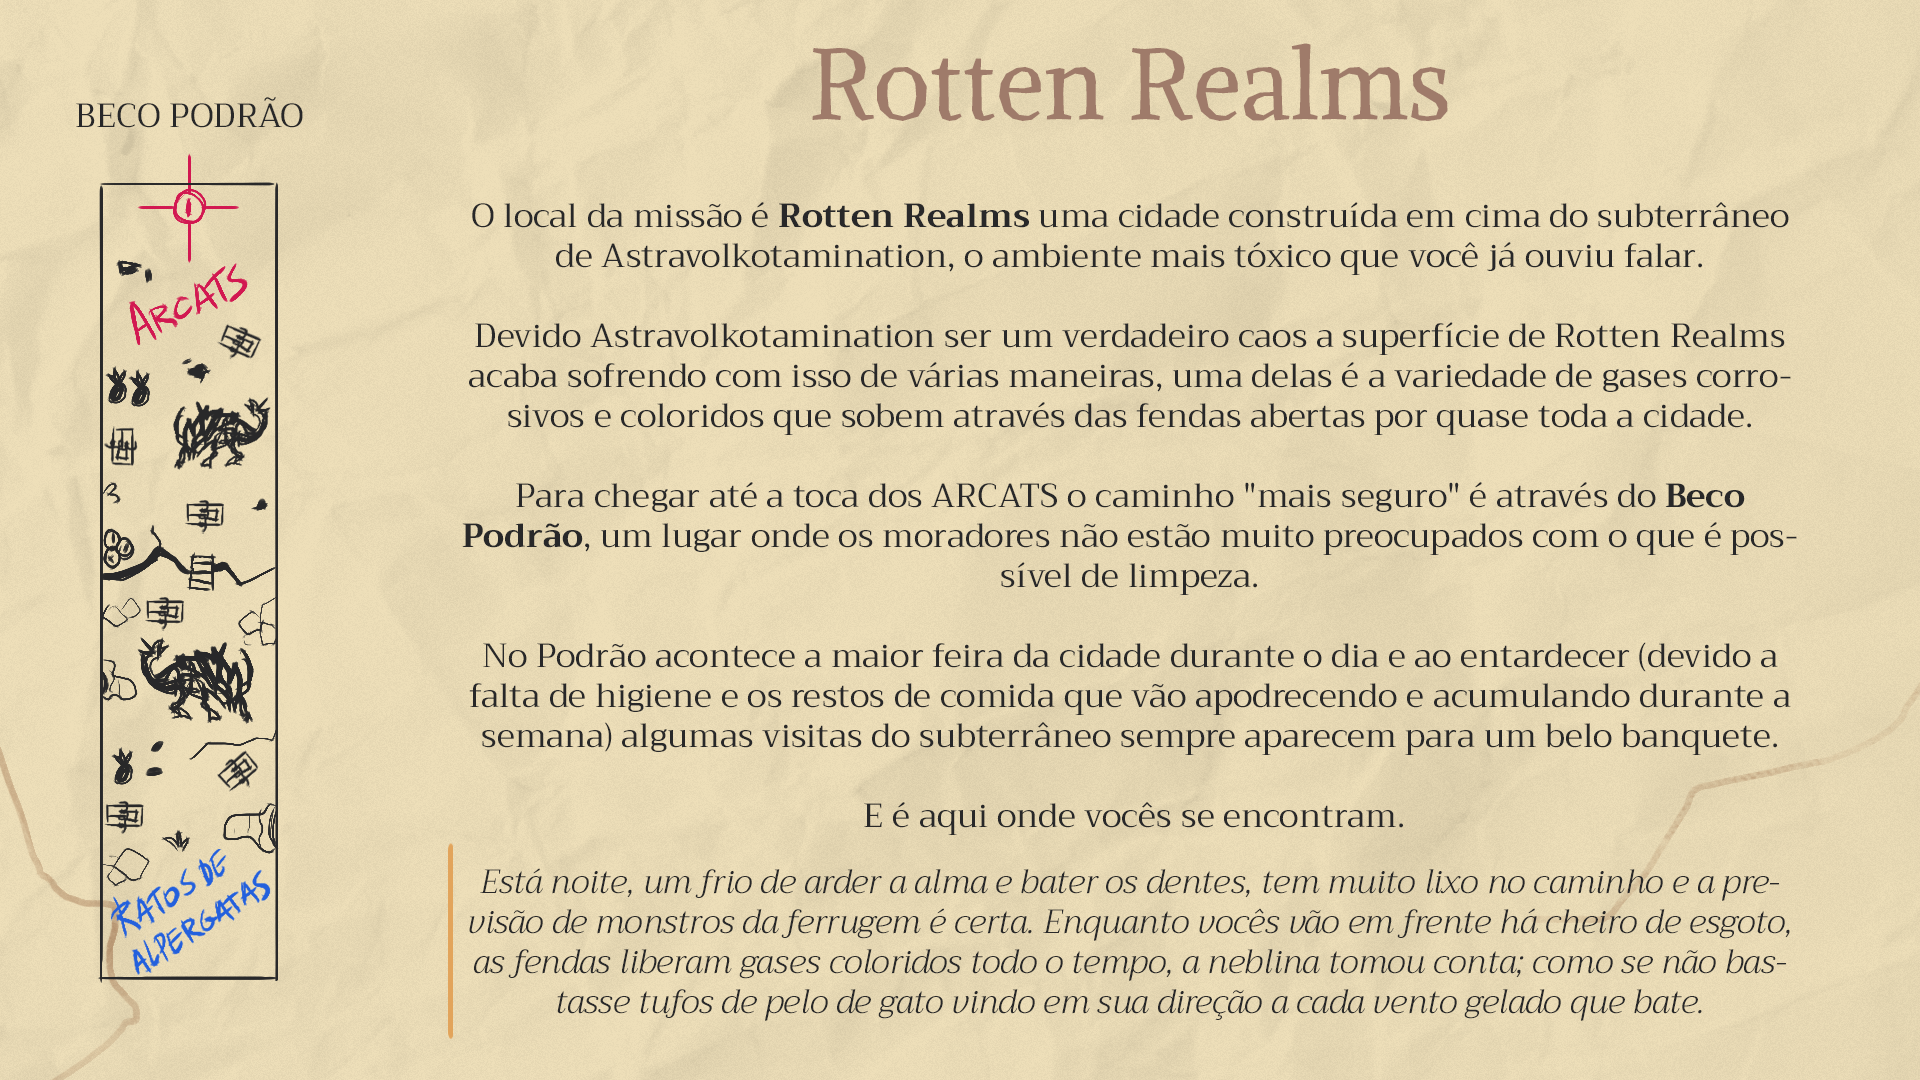 Rotten Realms
BECO PODRÃO
ARCATS
RATOS DE
ALPERGATAS
O local da missão é Rotten Realms uma cidade construída em cima do subterrâneo
de Astravolkotamination, o ambiente mais tóxico que você já ouviu falar.
Devido Astravolkotamination ser um verdadeiro caos a superfície de Rotten Realms
acaba sofrendo com isso de várias maneiras, uma delas é a variedade de gases corro-
sivos e coloridos que sobem através das fendas abertas por quase toda a cidade.
Para chegar até a toca dos ARCATS o caminho "mais seguro" é através do Beco
Podrão, um lugar onde os moradores não estão muito preocupados com o que é pos-
sível de limpeza.
No Podrão acontece a maior feira da cidade durante o dia e ao entardecer (devido a
falta de higiene e os restos de comida que vão apodrecendo e acumulando durante a
semana) algumas visitas do subterrâneo sempre aparecem para um belo banquete.
E é aqui onde vocês se encontram.
Está noite, um frio de arder a alma e bater os dentes, tem muito lixo no caminho e a pre-
visão de monstros da ferrugem é certa. Enquanto vocês vão em frente há cheiro de esgoto,
as fendas liberam gases coloridos todo o tempo, a neblina tomou conta; como se não bas-
tasse tufos de pelo de gato vindo em sua direção a cada vento gelado que bate.